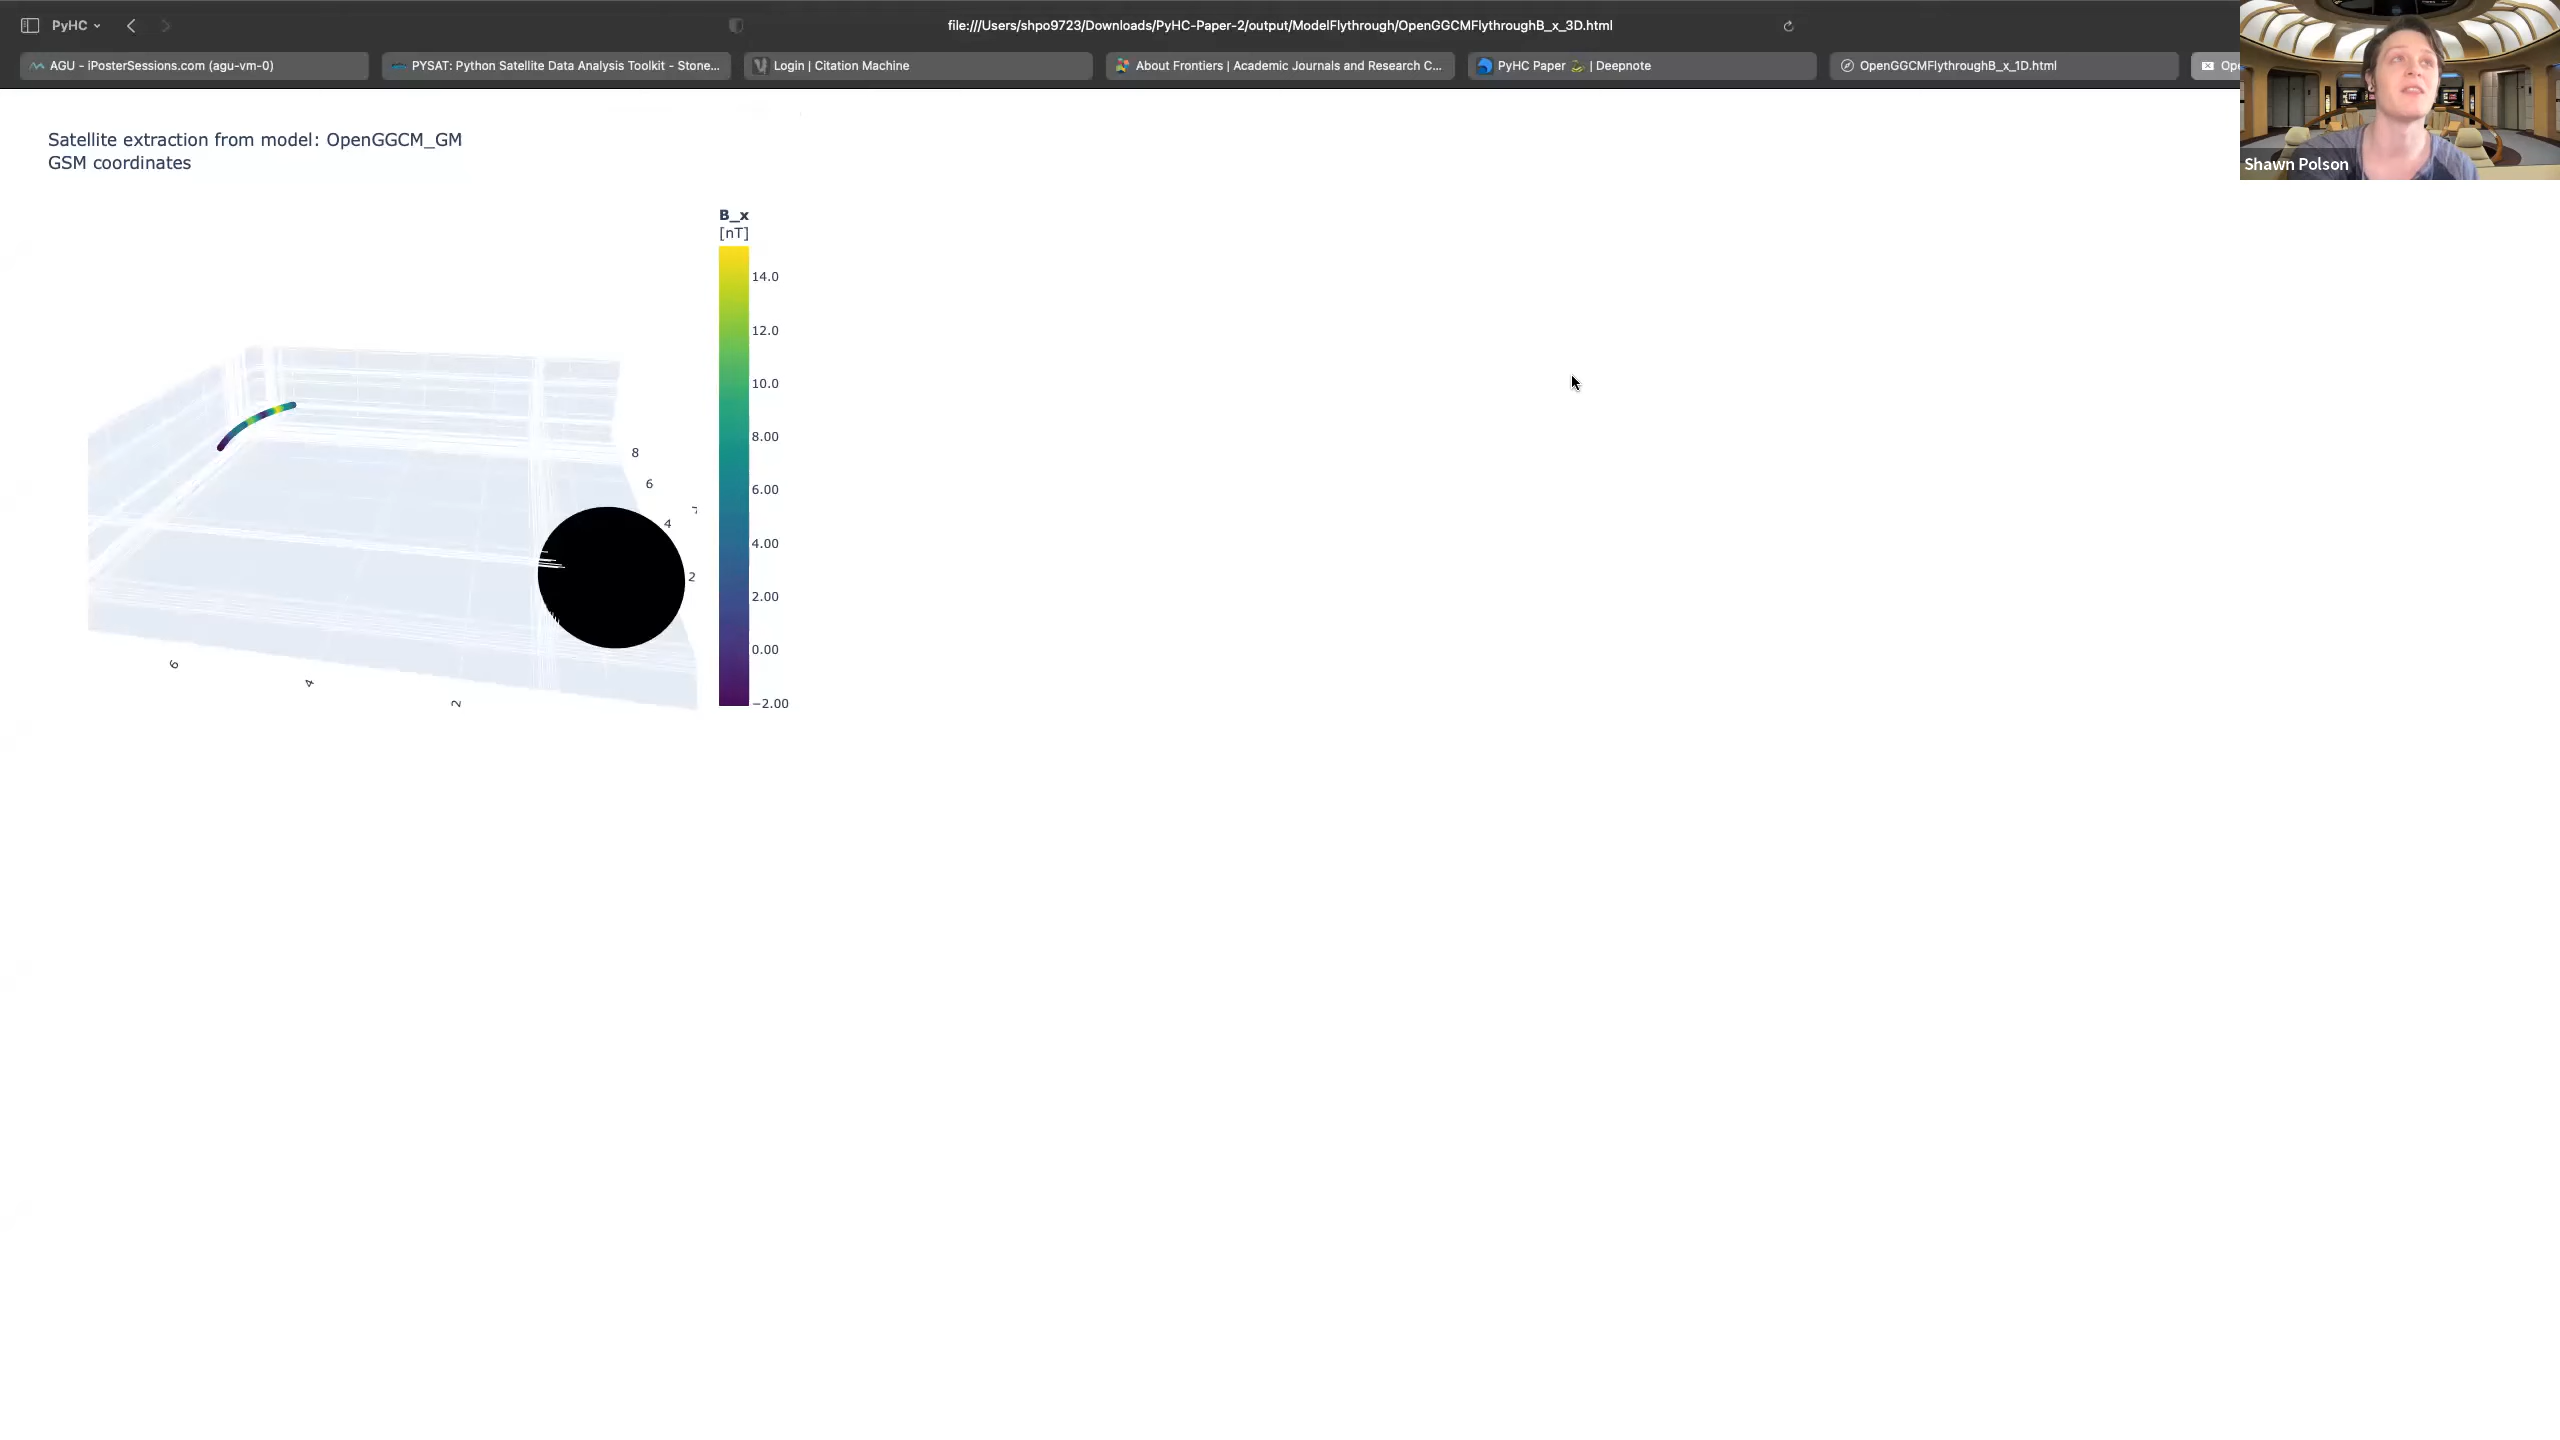 PyHC
file:///Users/shpo9723/Downloads/PyHC-Paper-2/output/ModelFlythrough/OpenGGCMFlythroughB_x_3D.html
AGU - iPosterSessions.com (agu-vm-0)
PYSAT: Python Satellite Data Analysis Toolkit - Stone...
Login | Citation Machine
About Frontiers | Academic Journals and Research C...
PyHC Paper | Deepnote
OpenGGCMFlythroughB_x_1D.html
Shawn Polson
Satellite extraction from model: OpenGGCM_GM
GSM coordinates
B_x
[nT]
14.0
12.0
10.0
8.00
6.00
4.00
2.00
0.00
−2.00
8
6
4
2
6
4
2